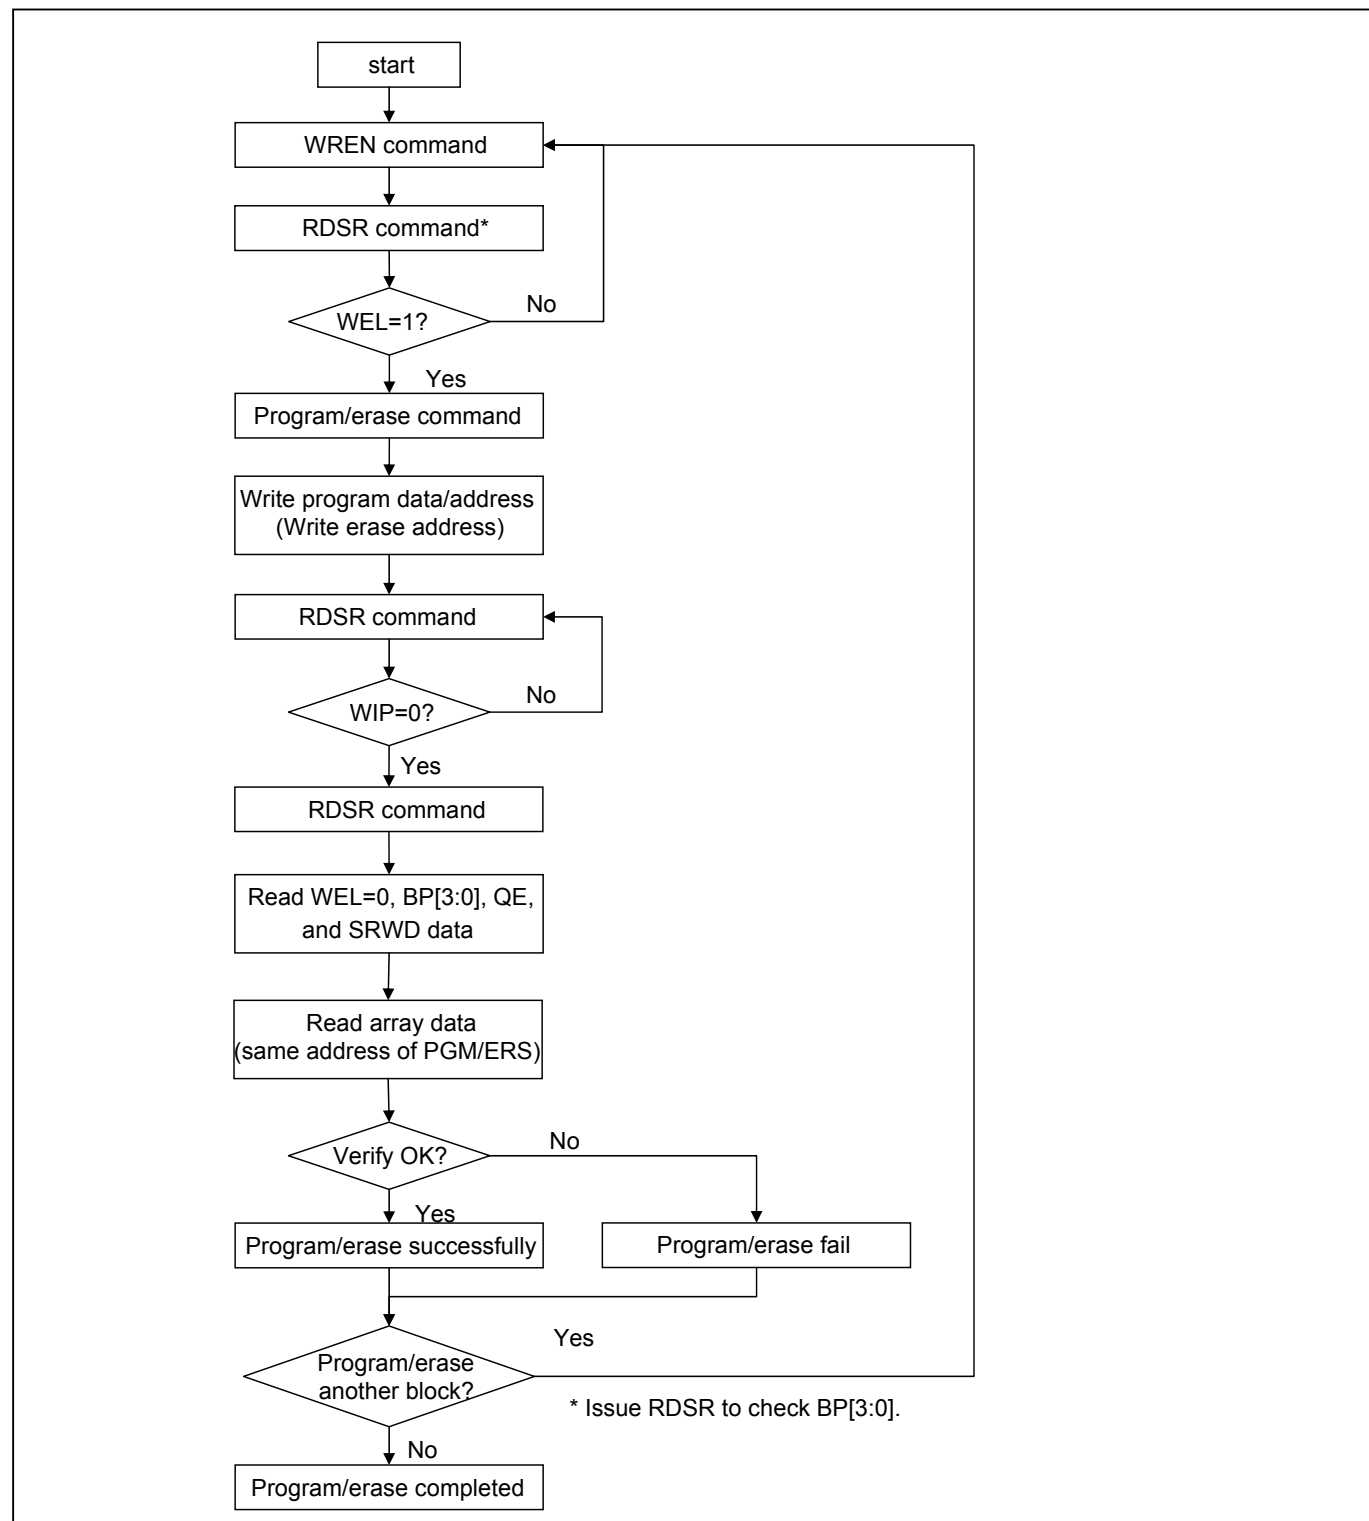 start
WREN command
RDSR command*
WEL=1?
No
Yes
Program/erase command
Write program data/address
(Write erase address)
RDSR command
WIP=0?
No
Yes
RDSR command
Read WEL=0, BP[3:0], QE,
and SRWD data
Read array data
(same address of PGM/ERS)
Verify OK?
No
Yes
Program/erase successfully
Program/erase fail
Program/erase
another block?
Yes
* Issue RDSR to check BP[3:0].
No
Program/erase completed